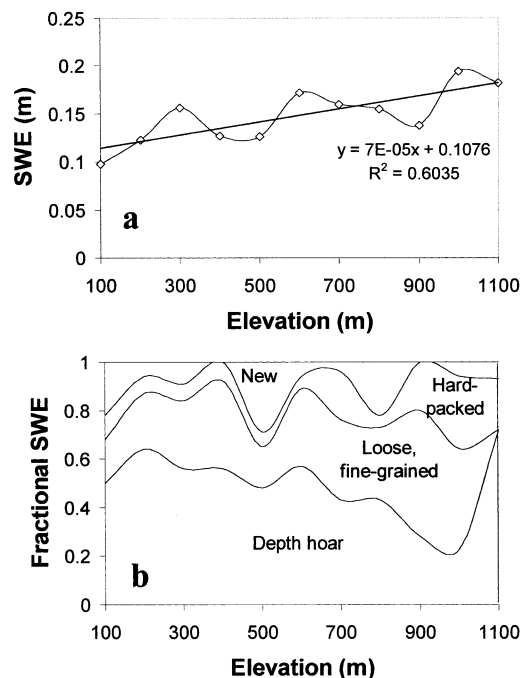 0.25
0.2
0.15
0.1
0.05
0
SWE (m)
y = 7E-05x + 0.1076
R² = 0.6035
a
100 300 500 700 900 1100
Elevation (m)
1
0.8
0.6
0.4
0.2
0
Fractional SWE
New
Hard-
packed
Loose,
fine-grained
Depth hoar
b
100 300 500 700 900 1100
Elevation (m)